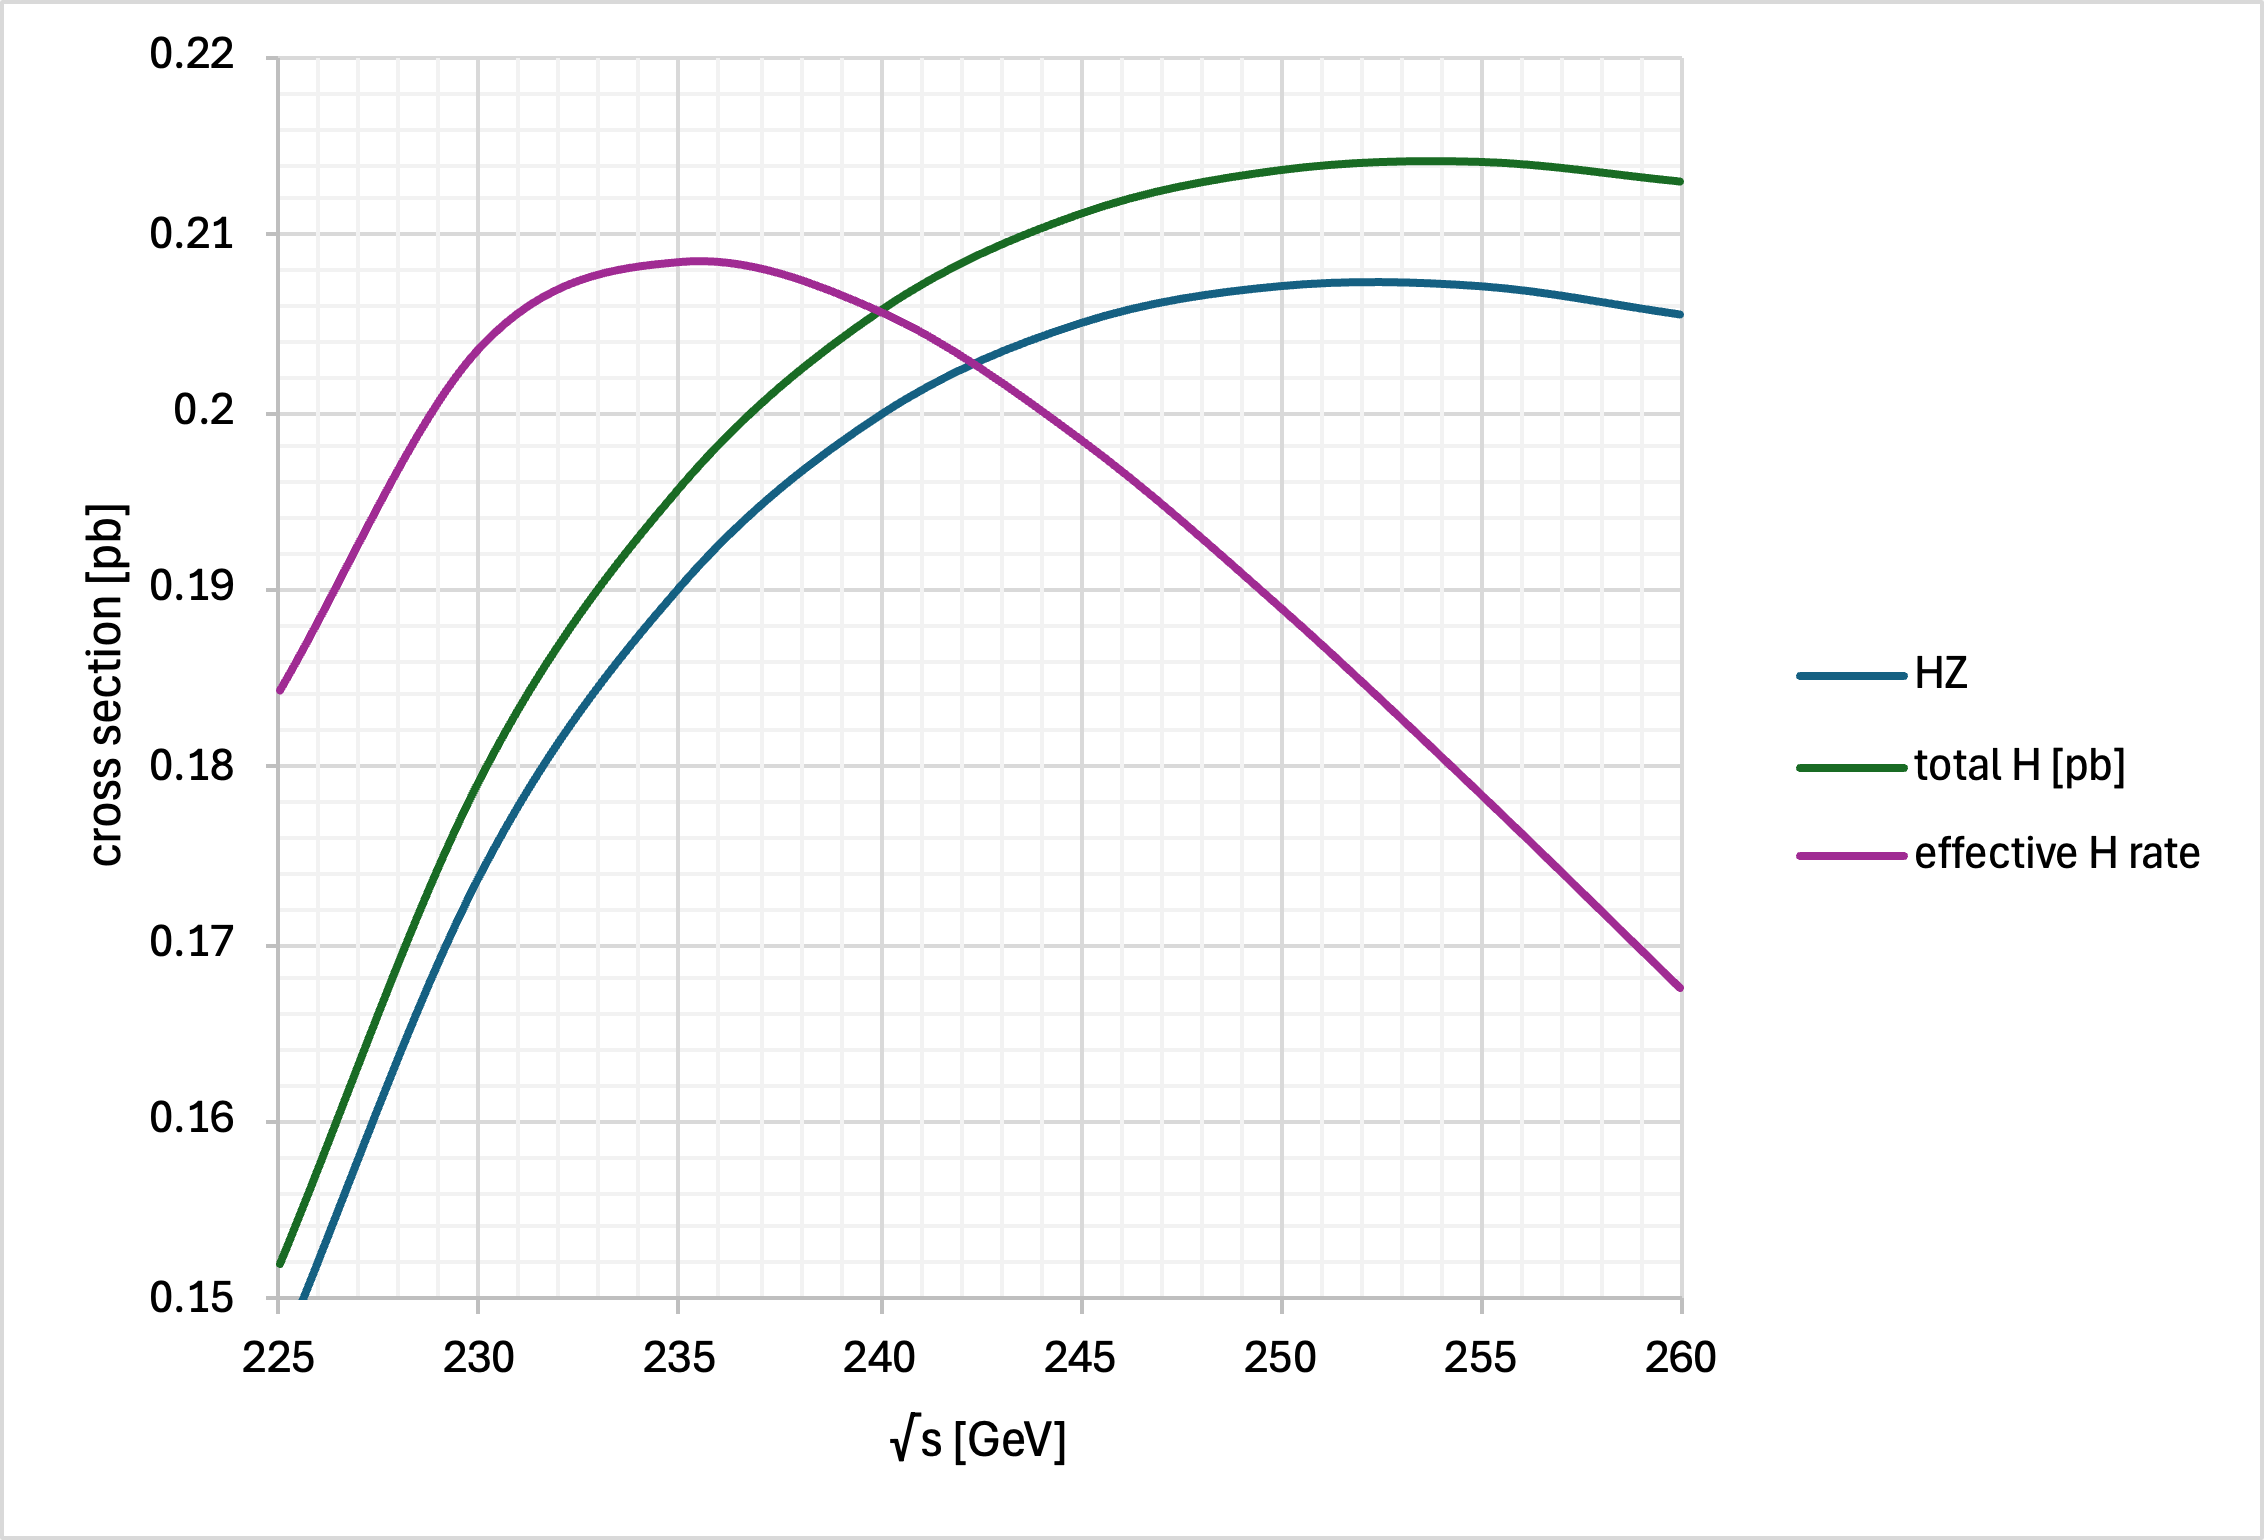 0.22
0.21
0.2
0.19
0.18
0.17
0.16
0.15
cross section [pb]
225 230 235 240 245 250 255 260
√s [GeV]
HZ
total H [pb]
effective H rate